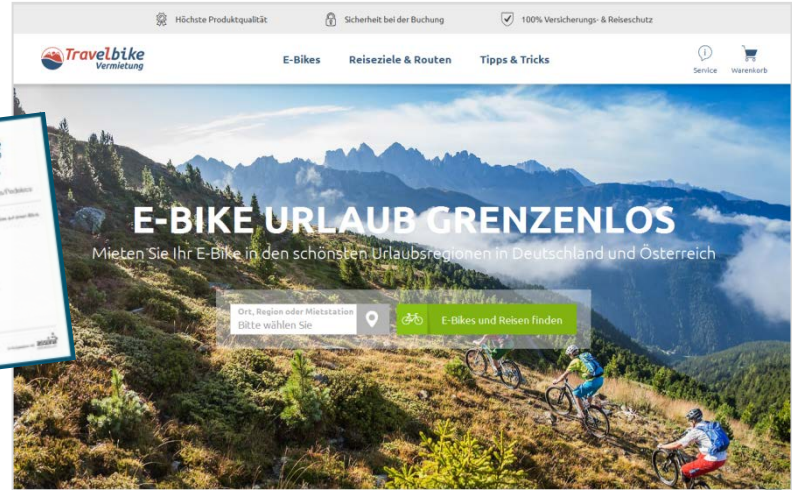 Höchste Produktqualität
Sicherheit bei der Buchung
100% Versicherungs- & Reiseschutz
Travelbike
Vermietung
E-Bikes
Reiseziele & Routen
Tipps & Tricks
Service
Warenkorb
E-BIKE URLAUB GRENZENLOS
Mieten Sie Ihr E-Bike in den schönsten Urlaubsregionen in Deutschland und Österreich
Ort, Region oder Mietstation
Bitte wählen Sie
E-Bikes und Reisen finden